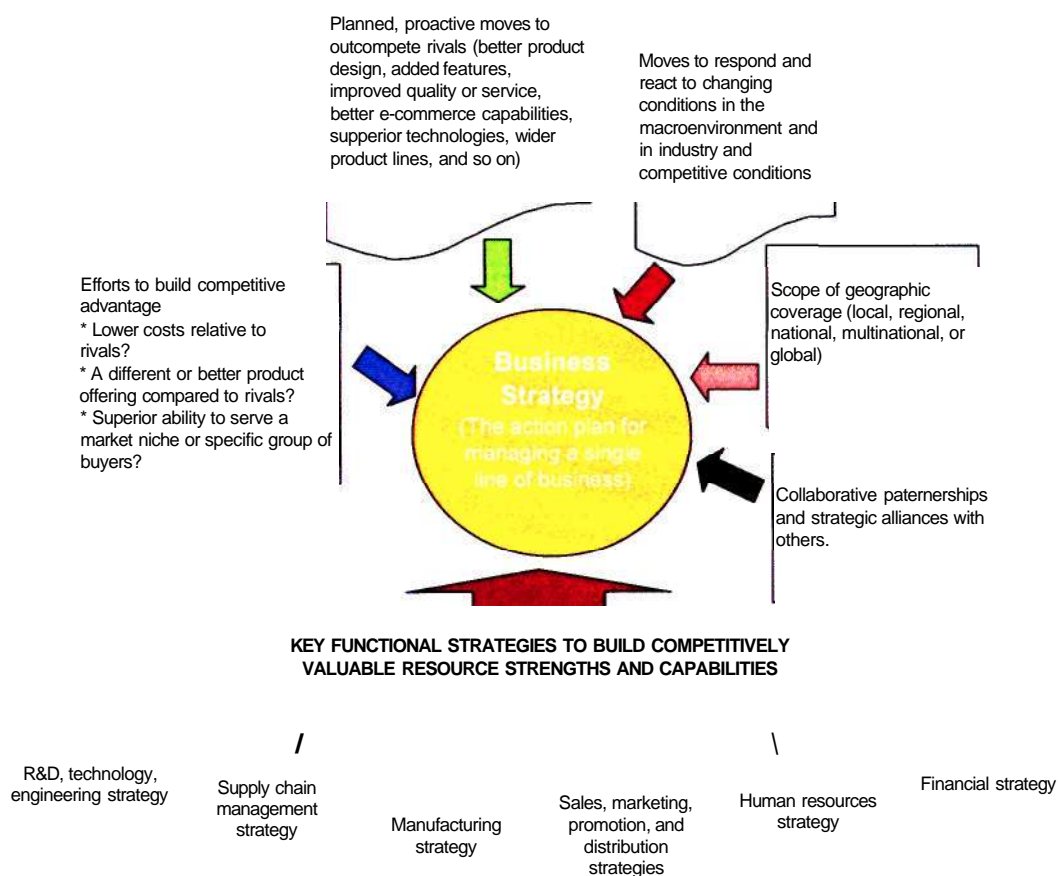 Planned, proactive moves to
outcompete rivals (better product
design, added features,
improved quality or service,
better e-commerce capabilities,
supperior technologies, wider
product lines, and so on)
Moves to respond and
react to changing
conditions in the
macroenvironment and
in industry and
competitive conditions
Efforts to build competitive
advantage
* Lower costs relative to
rivals?
* A different or better product
offering compared to rivals?
* Superior ability to serve a
market niche or specific group of
buyers?
Business
Strategy
(The action plan for
managing a single
line of business)
Scope of geographic
coverage (local, regional,
national, multinational, or
global)
Collaborative paternerships
and strategic alliances with
others.
KEY FUNCTIONAL STRATEGIES TO BUILD COMPETITIVELY
VALUABLE RESOURCE STRENGTHS AND CAPABILITIES
R&D, technology,
engineering strategy
Supply chain
management
strategy
Manufacturing
strategy
Sales, marketing,
promotion, and
distribution
strategies
Human resources
strategy
Financial strategy